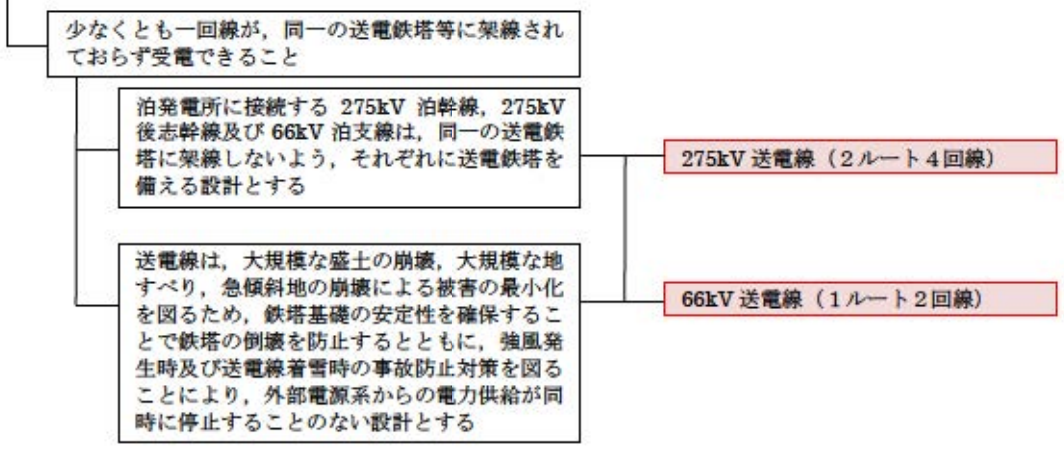 少なくとも一回線が，同一の送電鉄塔等に架線され
ておらず受電できること
泊発電所に接続する 275kV 泊幹線，275kV
後志幹線及び 66kV 泊支線は，同一の送電鉄
塔に架線しないよう，それぞれに送電鉄塔を
備える設計とする
275kV 送電線（２ルート４回線）
送電線は，大規模な盛土の崩壊，大規模な地
すべり，急傾斜地の崩壊による被害の最小化
を図るため，鉄塔基礎の安定性を確保するこ
とで鉄塔の倒壊を防止するとともに，強風発
生時及び送電線着雪時の事故防止対策を図る
ことにより，外部電源系からの電力供給が同
時に停止することのない設計とする
66kV 送電線（１ルート２回線）